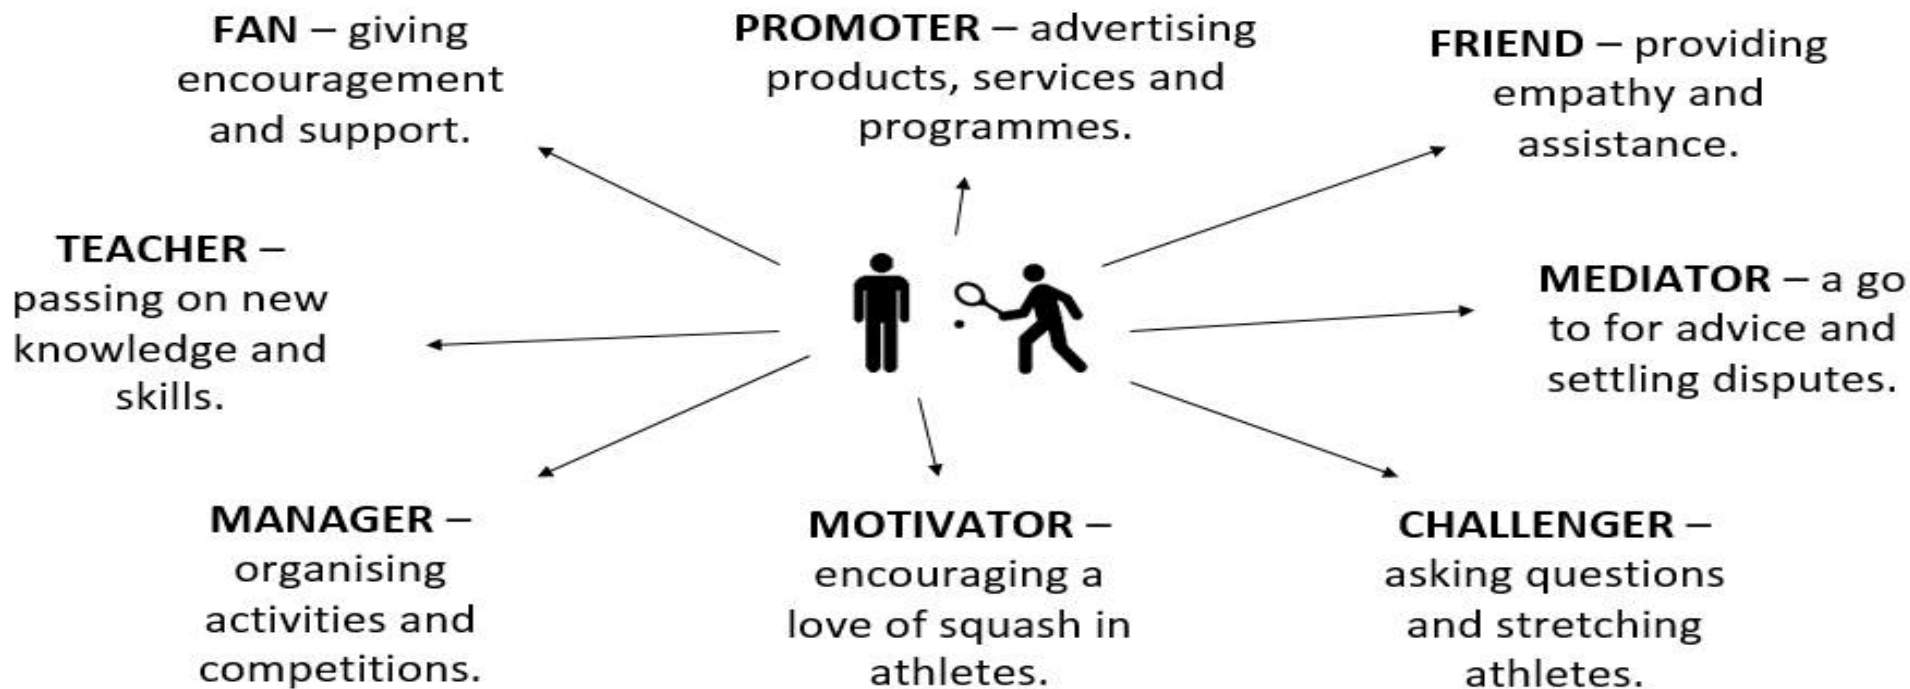 FAN – giving
encouragement
and support.
PROMOTER – advertising
products, services and
programmes.
FRIEND – providing
empathy and
assistance.
TEACHER –
passing on new
knowledge and
skills.
MEDIATOR – a go
to for advice and
settling disputes.
MANAGER –
organising
activities and
competitions.
MOTIVATOR –
encouraging a
love of squash in
athletes.
CHALLENGER –
asking questions
and stretching
athletes.